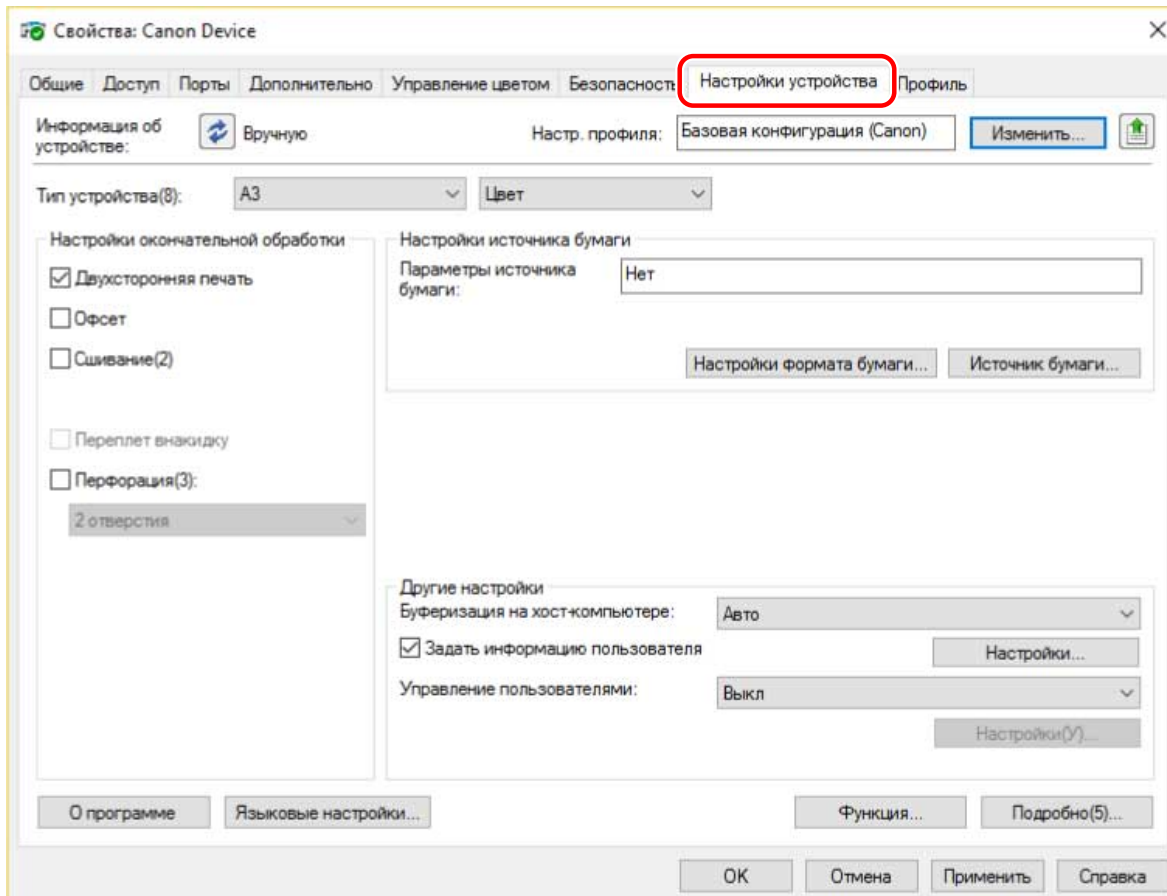 Свойства: Canon Device
Общие Доступ Порты Дополнительно Управление цветом Безопасность Настройки устройства Профиль
Информация об устройстве: Вручную Настр. профиля: Базовая конфигурация (Canon) Изменить...
Тип устройства(8): A3 Цвет
Настройки окончательной обработки
Двухсторонняя печать
Офсет
Сшивание(2)
Переплет внакидку
Перфорация(3):
2 отверстия
Настройки источника бумаги
Параметры источника
бумаги:
Нет
Настройки формата бумаги... Источник бумаги...
Другие настройки
Буферизация на хост-компьютере: Авто
Задать информацию пользователя Настройки...
Управление пользователями: Выкл
Настройки(У)...
О программе Языковые настройки... Функция... Подробно(5)...
OK Отмена Применить Справка